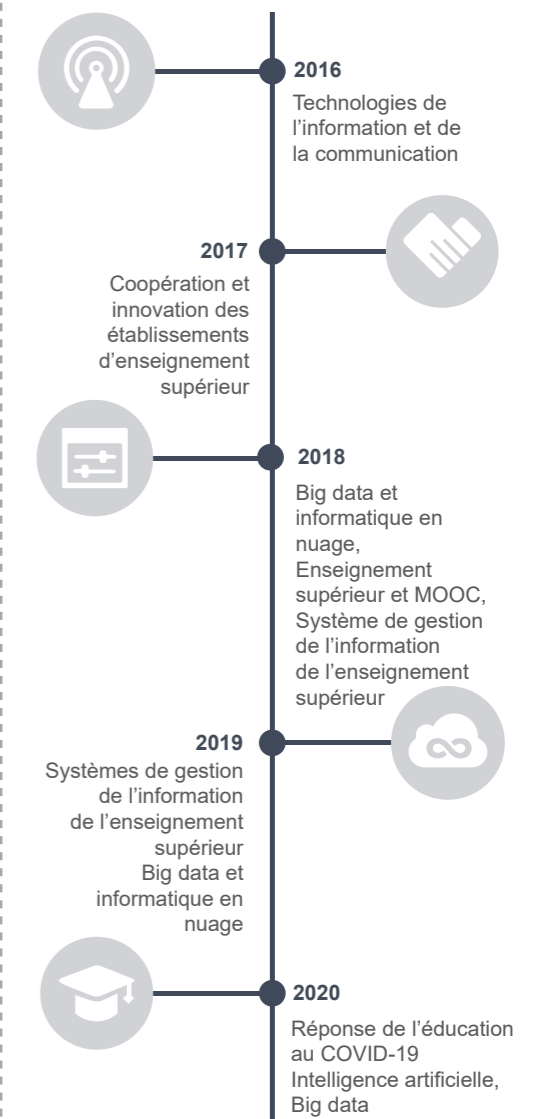 2016
Technologies de
l'information et de
la communication
2017
Coopération et
innovation des
établissements
d'enseignement
supérieur
2018
Big data et
informatique en
nuage,
Enseignement
supérieur et MOOC,
Système de gestion
de l'information
de l'enseignement
supérieur
2019
Systèmes de gestion
de l'information
de l'enseignement
supérieur
Big data et
informatique en
nuage
2020
Réponse de l'éducation
au COVID-19
Intelligence artificielle,
Big data